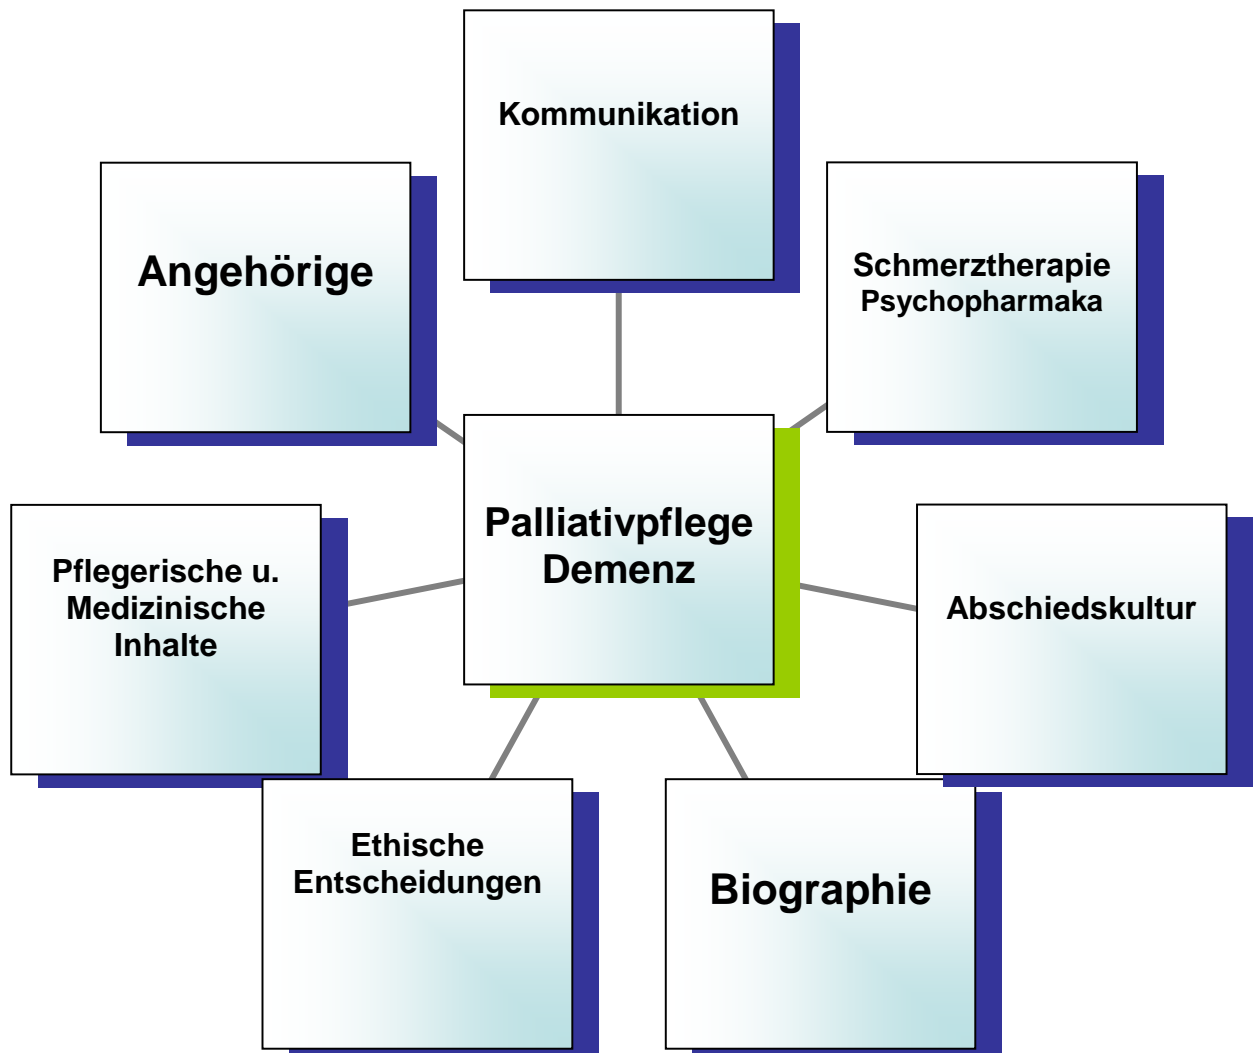 Kommunikation
Angehörige
Schmerztherapie
Psychopharmaka
Palliativpflege
Demenz
Pflegerische u.
Medizinische
Inhalte
Abschiedskultur
Ethische
Entscheidungen
Biographie